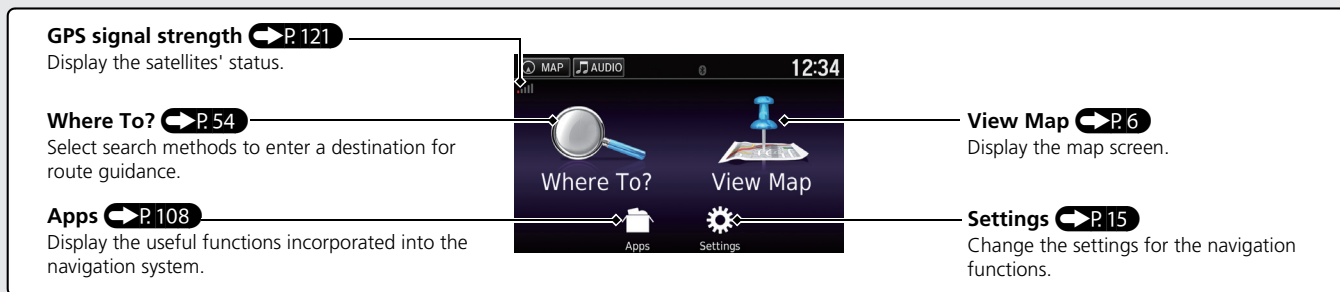 GPS signal strength P. 121
Display the satellites' status.
Where To? P. 54
Select search methods to enter a destination for
route guidance.
Apps P. 108
Display the useful functions incorporated into the
navigation system.
MAP AUDIO 12:34
Where To? View Map
Apps Settings
View Map P. 6
Display the map screen.
Settings P. 15
Change the settings for the navigation
functions.